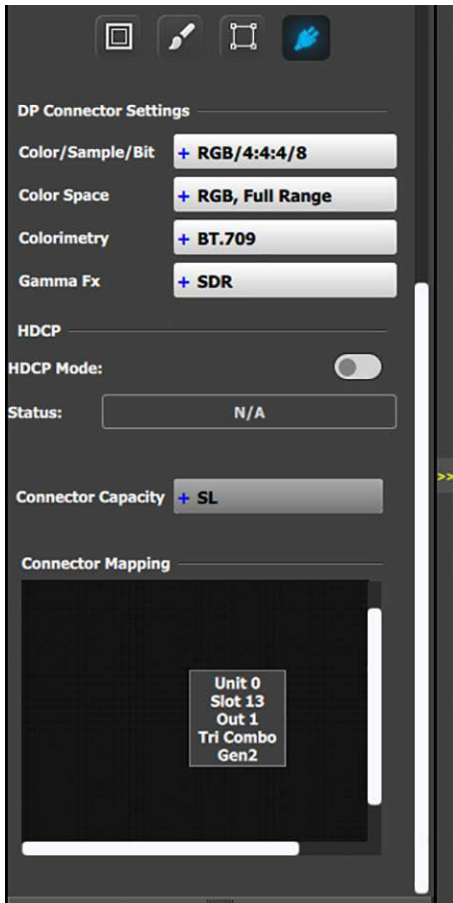 DP Connector Settings
Color/Sample/Bit + RGB/4:4:4/8
Color Space + RGB, Full Range
Colorimetry + BT.709
Gamma Fx + SDR
HDCP
HDCP Mode:
Status: N/A
>>
Connector Capacity + SL
Connector Mapping
Unit 0
Slot 13
Out 1
Tri Combo
Gen2